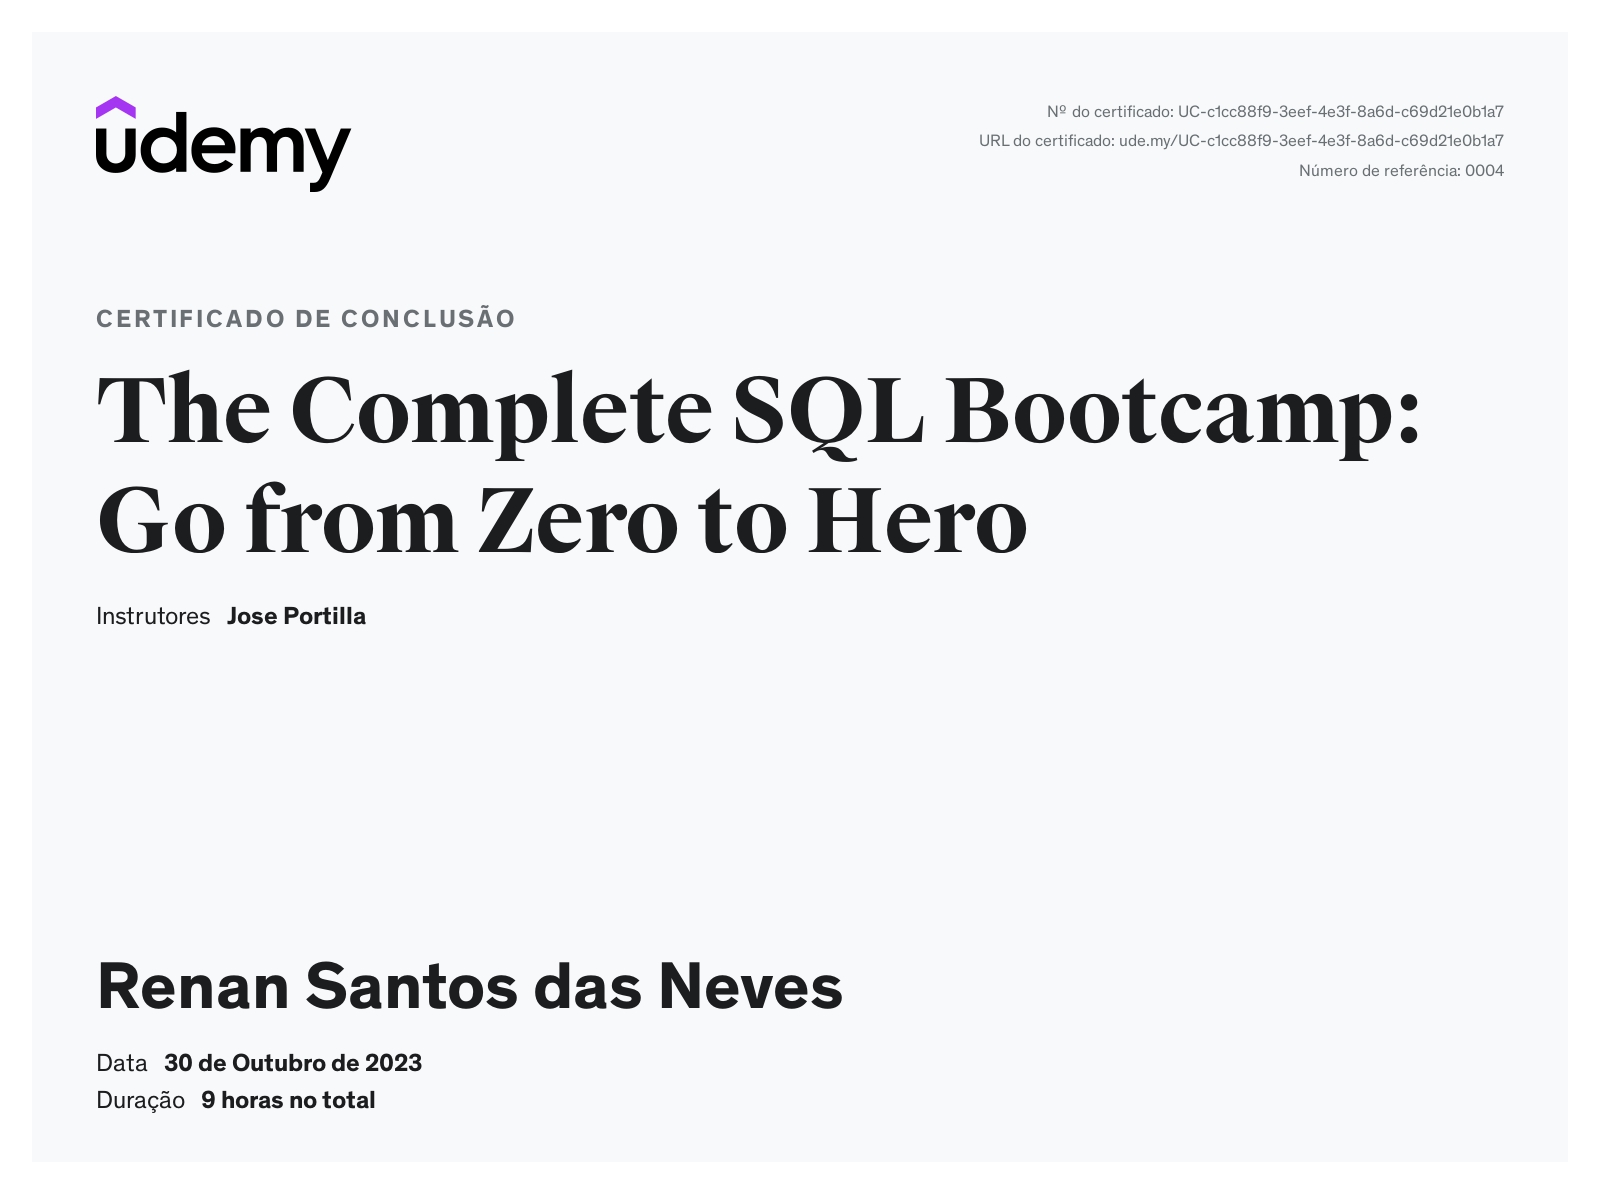 udemy
Nº do certificado: UC-c1cc88f9-3eef-4e3f-8a6d-c69d21e0b1a7
URL do certificado: ude.my/UC-c1cc88f9-3eef-4e3f-8a6d-c69d21e0b1a7
Número de referência: 0004
CERTIFICADO DE CONCLUSÃO
The Complete SQL Bootcamp:
Go from Zero to Hero
Instrutores Jose Portilla
Renan Santos das Neves
Data 30 de Outubro de 2023
Duração 9 horas no total